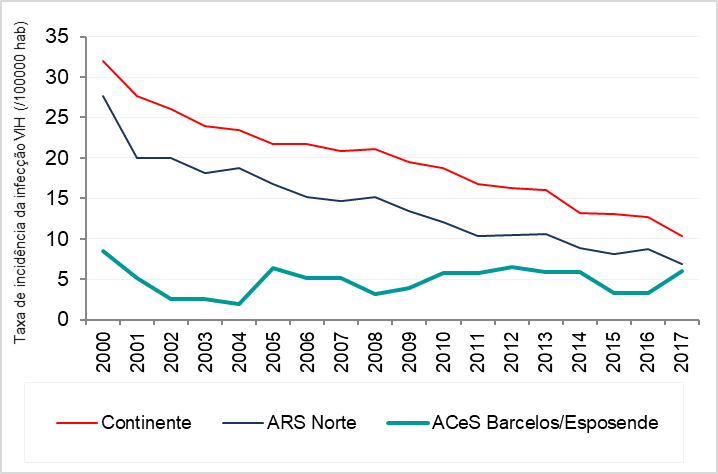 Taxa de incidência da infecção VIH (/100000 hab)
35
30
25
20
15
10
5
0
2000 2001 2002 2003 2004 2005 2006 2007 2008 2009 2010 2011 2012 2013 2014 2015 2016 2017
Continente ARS Norte ACeS Barcelos/Esposende